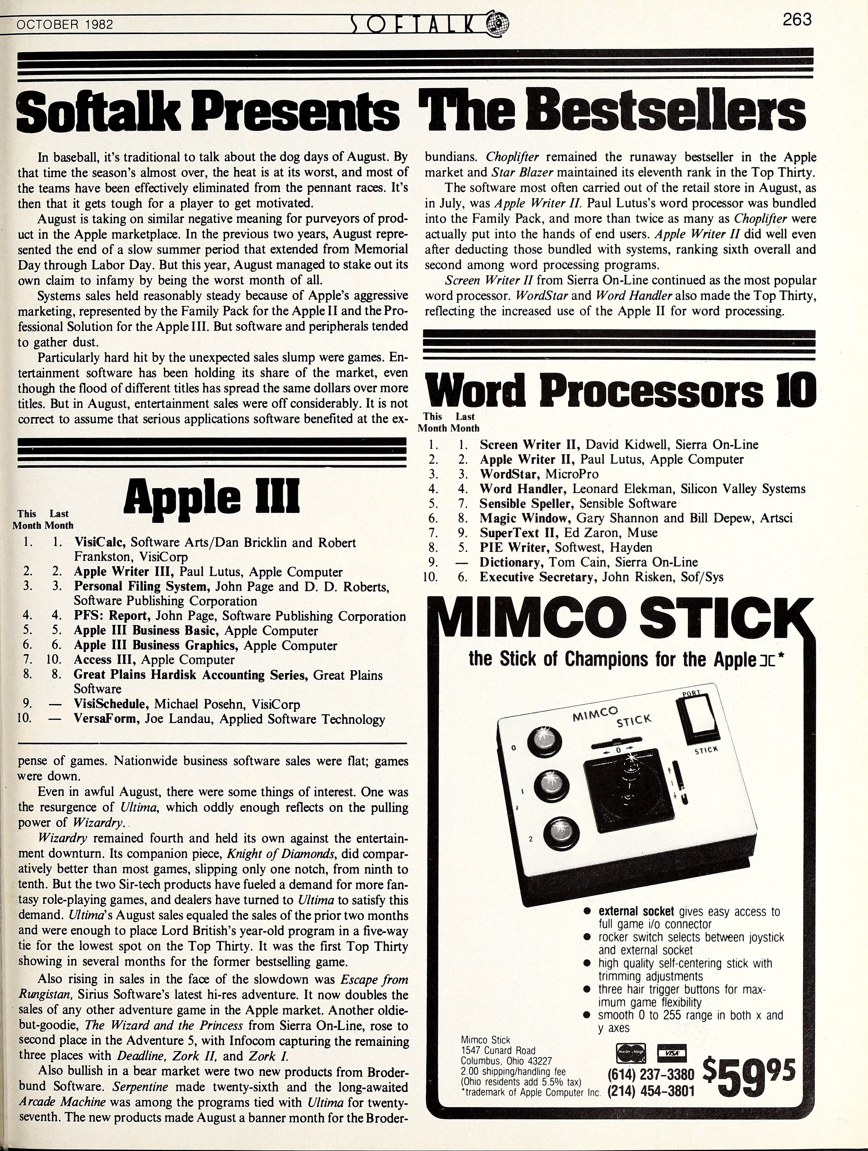 OCTOBER 1982
SOFTALK
263
Softalk Presents The Bestsellers
In baseball, it's traditional to talk about the dog days of August. By
that time the season's almost over, the heat is at its worst, and most of
the teams have been effectively eliminated from the pennant races. It's
then that it gets tough for a player to get motivated.
August is taking on similar negative meaning for purveyors of prod-
uct in the Apple marketplace. In the previous two years, August repre-
sented the end of a slow summer period that extended from Memorial
Day through Labor Day. But this year, August managed to stake out its
own claim to infamy by being the worst month of all.
Systems sales held reasonably steady because of Apple's aggressive
marketing, represented by the Family Pack for the Apple II and the Pro-
fessional Solution for the Apple III. But software and peripherals tended
to gather dust.
Particularly hard hit by the unexpected sales slump were games. En-
tertainment software has been holding its share of the market, even
though the flood of different titles has spread the same dollars over more
titles. But in August, entertainment sales were off considerably. It is not
correct to assume that serious applications software benefited at the ex-
Apple III
This Last
Month Month
1. 1. VisiCalc, Software Arts/Dan Bricklin and Robert
Frankston, VisiCorp
2. 2. Apple Writer III, Paul Lutus, Apple Computer
3. 3. Personal Filing System, John Page and D. D. Roberts,
Software Publishing Corporation
4. 4. PFS: Report, John Page, Software Publishing Corporation
5. 5. Apple III Business Basic, Apple Computer
6. 6. Apple III Business Graphics, Apple Computer
7. 10. Access III, Apple Computer
8. 8. Great Plains Hardisk Accounting Series, Great Plains
Software
9. — VisiSchedule, Michael Posehn, VisiCorp
10. — VersaForm, Joe Landau, Applied Software Technology
pense of games. Nationwide business software sales were flat; games
were down.
Even in awful August, there were some things of interest. One was
the resurgence of Ultima, which oddly enough reflects on the pulling
power of Wizardry.
Wizardry remained fourth and held its own against the entertain-
ment downturn. Its companion piece, Knight of Diamonds, did compar-
atively better than most games, slipping only one notch, from ninth to
tenth. But the two Sir-tech products have fueled a demand for more fan-
tasy role-playing games, and dealers have turned to Ultima to satisfy this
demand. Ultima's August sales equaled the sales of the prior two months
and were enough to place Lord British's year-old program in a five-way
tie for the lowest spot on the Top Thirty. It was the first Top Thirty
showing in several months for the former bestselling game.
Also rising in sales in the face of the slowdown was Escape from
Rungistan, Sirius Software's latest hi-res adventure. It now doubles the
sales of any other adventure game in the Apple market. Another oldie-
but-goodie, The Wizard and the Princess from Sierra On-Line, rose to
second place in the Adventure 5, with Infocom capturing the remaining
three places with Deadline, Zork II, and Zork I.
Also bullish in a bear market were two new products from Broder-
bund Software. Serpentine made twenty-sixth and the long-awaited
Arcade Machine was among the programs tied with Ultima for twenty-
seventh. The new products made August a banner month for the Broder-
bundians. Choplifter remained the runaway bestseller in the Apple
market and Star Blazer maintained its eleventh rank in the Top Thirty.
The software most often carried out of the retail store in August, as
in July, was Apple Writer II. Paul Lutus's word processor was bundled
into the Family Pack, and more than twice as many as Choplifter were
actually put into the hands of end users. Apple Writer II did well even
after deducting those bundled with systems, ranking sixth overall and
second among word processing programs.
Screen Writer II from Sierra On-Line continued as the most popular
word processor. WordStar and Word Handler also made the Top Thirty,
reflecting the increased use of the Apple II for word processing.
Word Processors 10
This Last
Month Month
1. 1. Screen Writer II, David Kidwell, Sierra On-Line
2. 2. Apple Writer II, Paul Lutus, Apple Computer
3. 3. WordStar, MicroPro
4. 4. Word Handler, Leonard Elekman, Silicon Valley Systems
5. 7. Sensible Speller, Sensible Software
6. 8. Magic Window, Gary Shannon and Bill Depew, Artsci
7. 9. SuperText II, Ed Zaron, Muse
8. 5. PIE Writer, Softwest, Hayden
9. — Dictionary, Tom Cain, Sierra On-Line
10. 6. Executive Secretary, John Risken, Sof/Sys
MIMCO STICK
the Stick of Champions for the Apple ][*
MIMCO
STICK
PORT
STICK
0
1
2
0
● external socket gives easy access to
full game i/o connector
● rocker switch selects between joystick
and external socket
● high quality self-centering stick with
trimming adjustments
● three hair trigger buttons for max-
imum game flexibility
● smooth 0 to 255 range in both x and
y axes
Mimco Stick
1547 Cunard Road
Columbus, Ohio 43227
2.00 shipping/handling fee
(Ohio residents add 5.5% tax)
*trademark of Apple Computer Inc.
VISA
(614) 237-3380
(214) 454-3801
$59.95